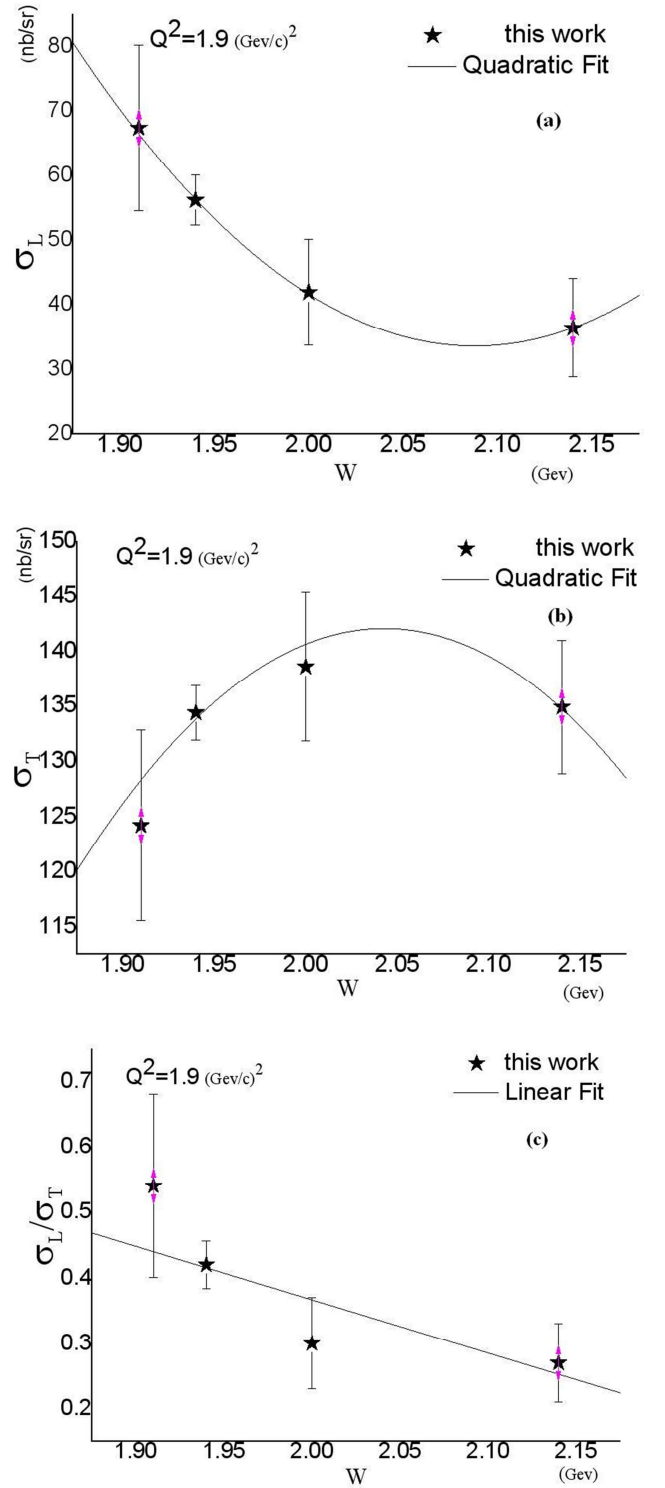 (nb/sr)
80
Q2=1.9 (Gev/c)2
this work
Quadratic Fit
(a)
70
60
50
σL
40
30
20
1.90 1.95 2.00 2.05 2.10 2.15
W (Gev)
(nb/sr)
150
Q2=1.9 (Gev/c)2
this work
Quadratic Fit
(b)
145
140
135
σT
130
125
120
115
1.90 1.95 2.00 2.05 2.10 2.15
W (Gev)
0.7
Q2=1.9 (Gev/c)2
this work
Linear Fit
(c)
0.6
0.5
σL/σT
0.4
0.3
0.2
1.90 1.95 2.00 2.05 2.10 2.15
W (Gev)